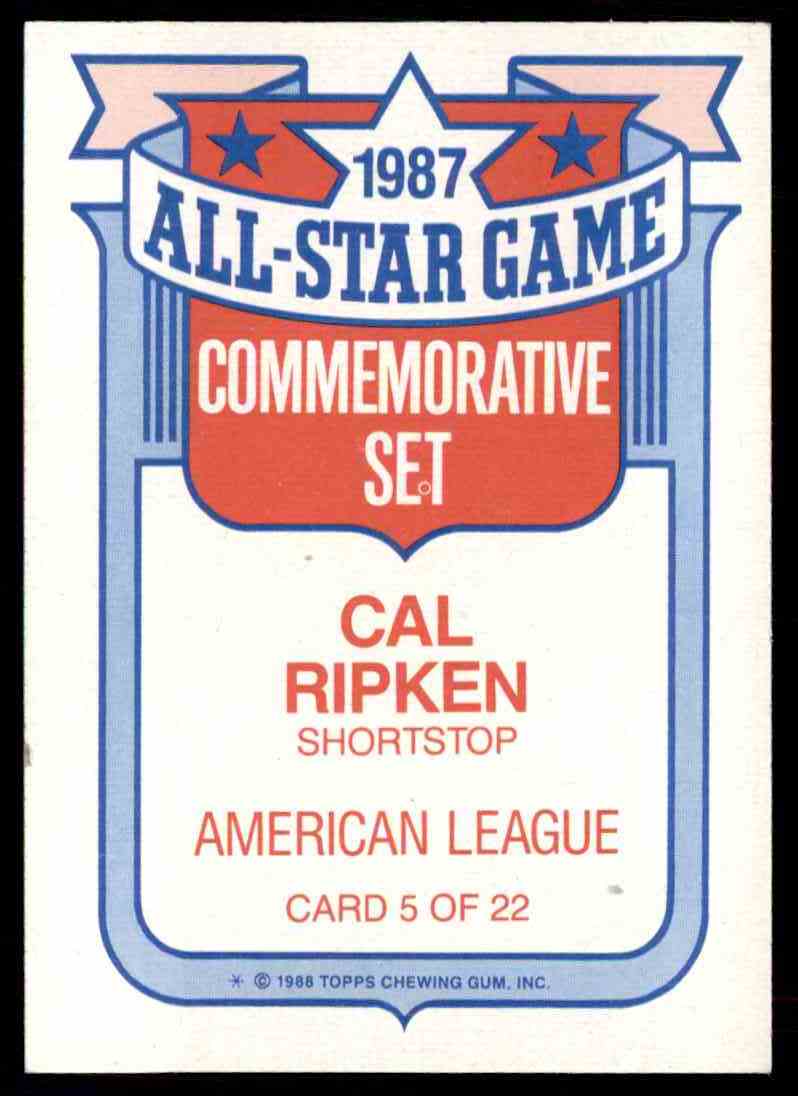 1987
ALL-STAR GAME
COMMEMORATIVE
SET
CAL
RIPKEN
SHORTSTOP
AMERICAN LEAGUE
CARD 5 OF 22
* © 1988 TOPPS CHEWING GUM, INC.